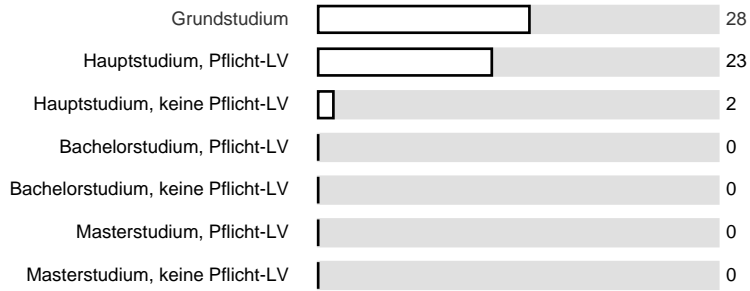 Grundstudium 28
Hauptstudium, Pflicht-LV 23
Hauptstudium, keine Pflicht-LV 2
Bachelorstudium, Pflicht-LV 0
Bachelorstudium, keine Pflicht-LV 0
Masterstudium, Pflicht-LV 0
Masterstudium, keine Pflicht-LV 0